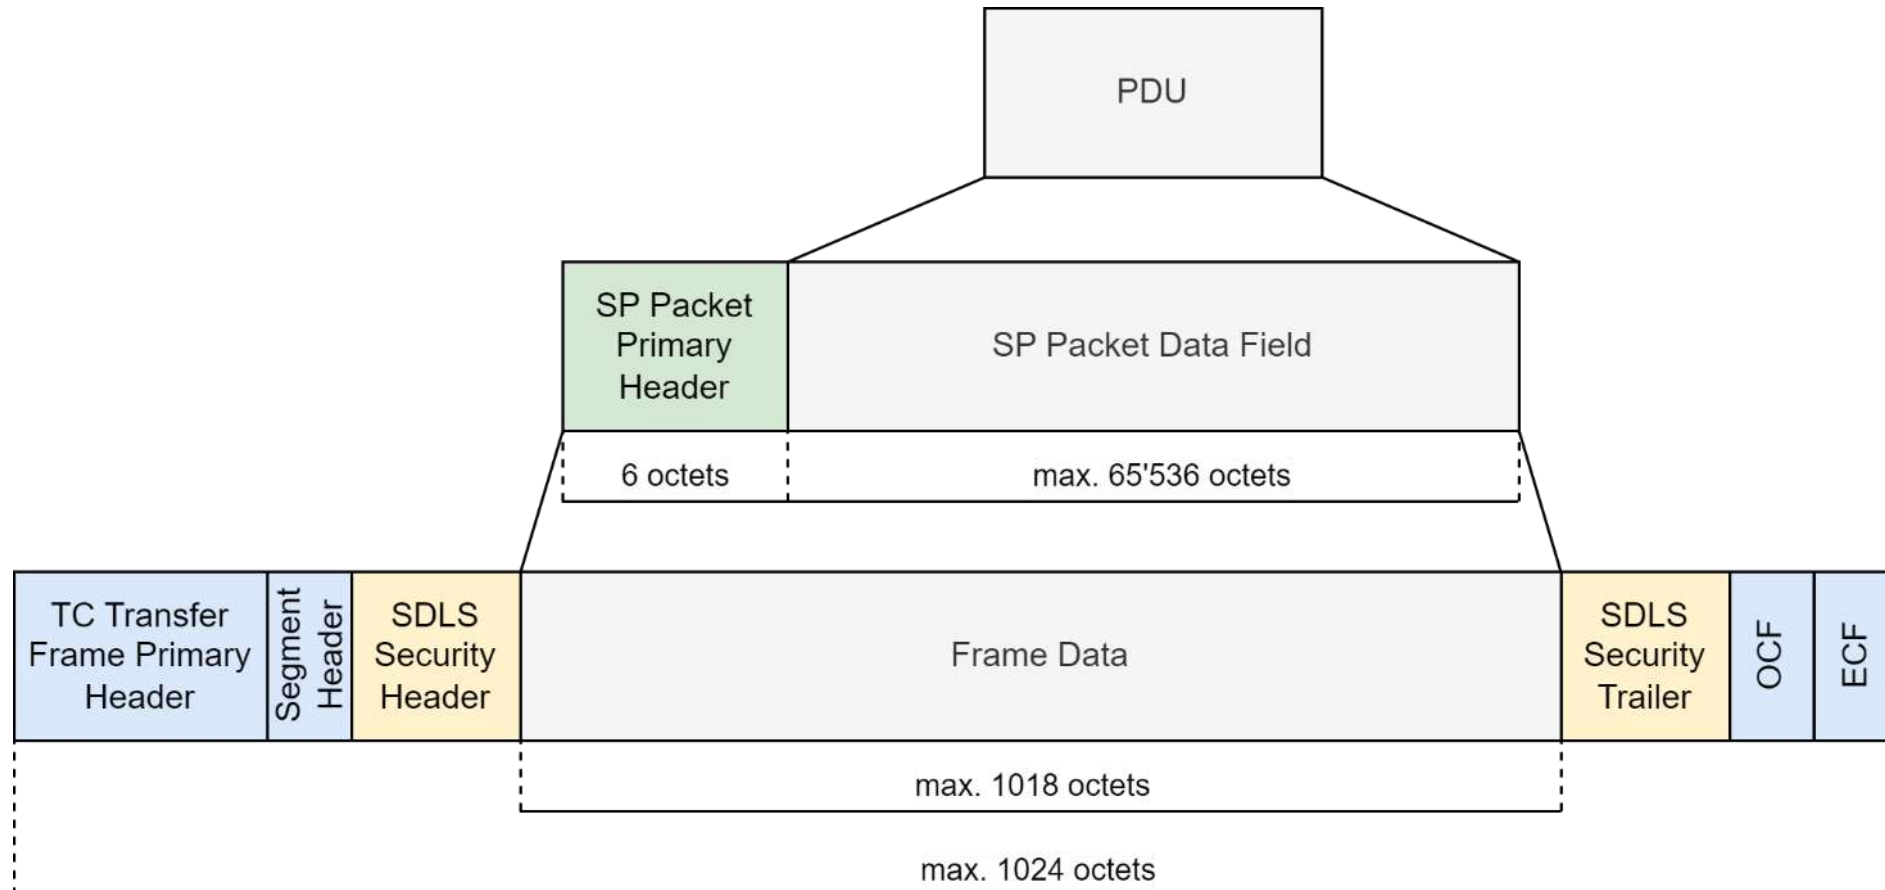 PDU
SP Packet
Primary
Header
SP Packet Data Field
6 octets
max. 65'536 octets
TC Transfer
Frame Primary
Header
Segment
Header
SDLS
Security
Header
Frame Data
SDLS
Security
Trailer
OCF
ECF
max. 1018 octets
max. 1024 octets